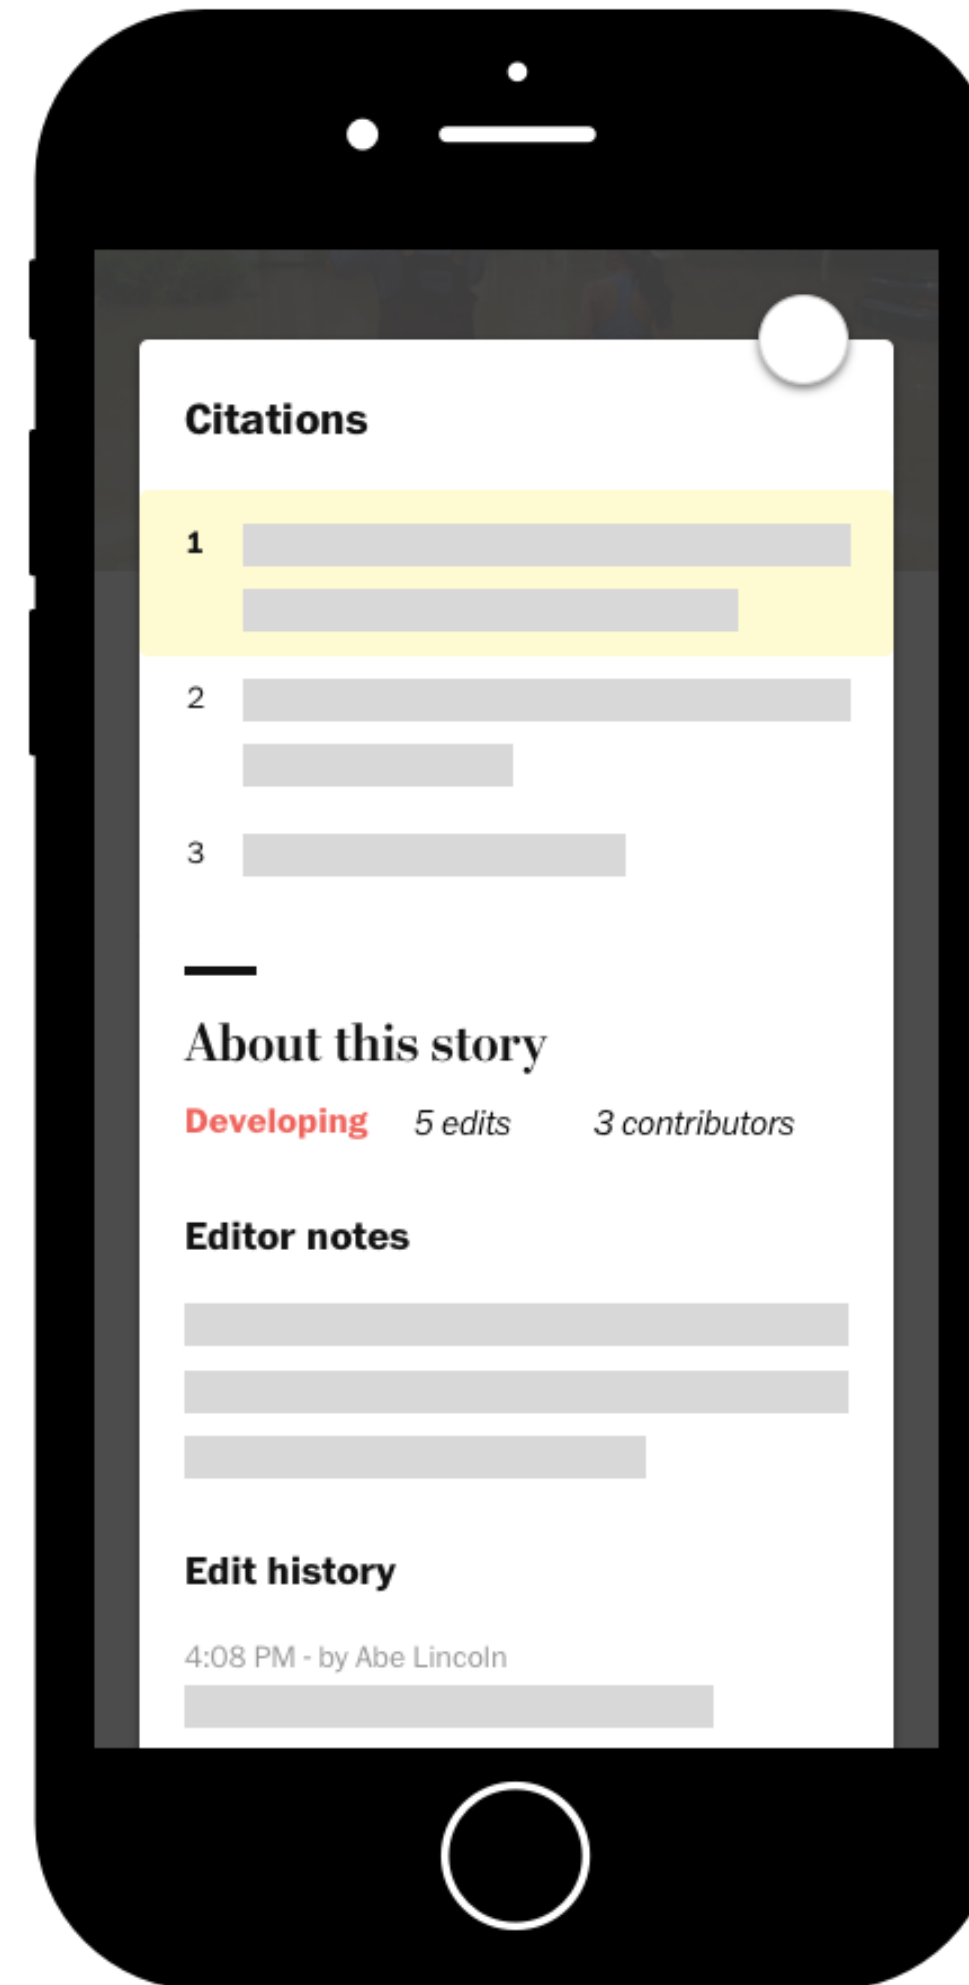 Citations
1
2
3
About this story
Developing 5 edits 3 contributors
Editor notes
Edit history
4:08 PM - by Abe Lincoln